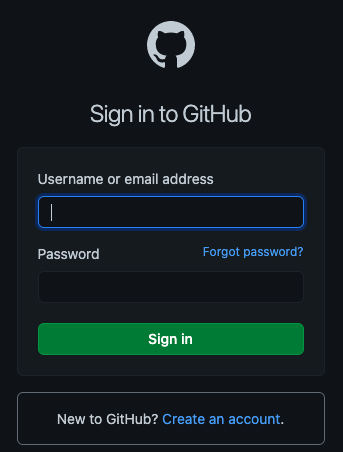 Sign in to GitHub
Username or email address
Password Forgot password?
Sign in
New to GitHub? Create an account.